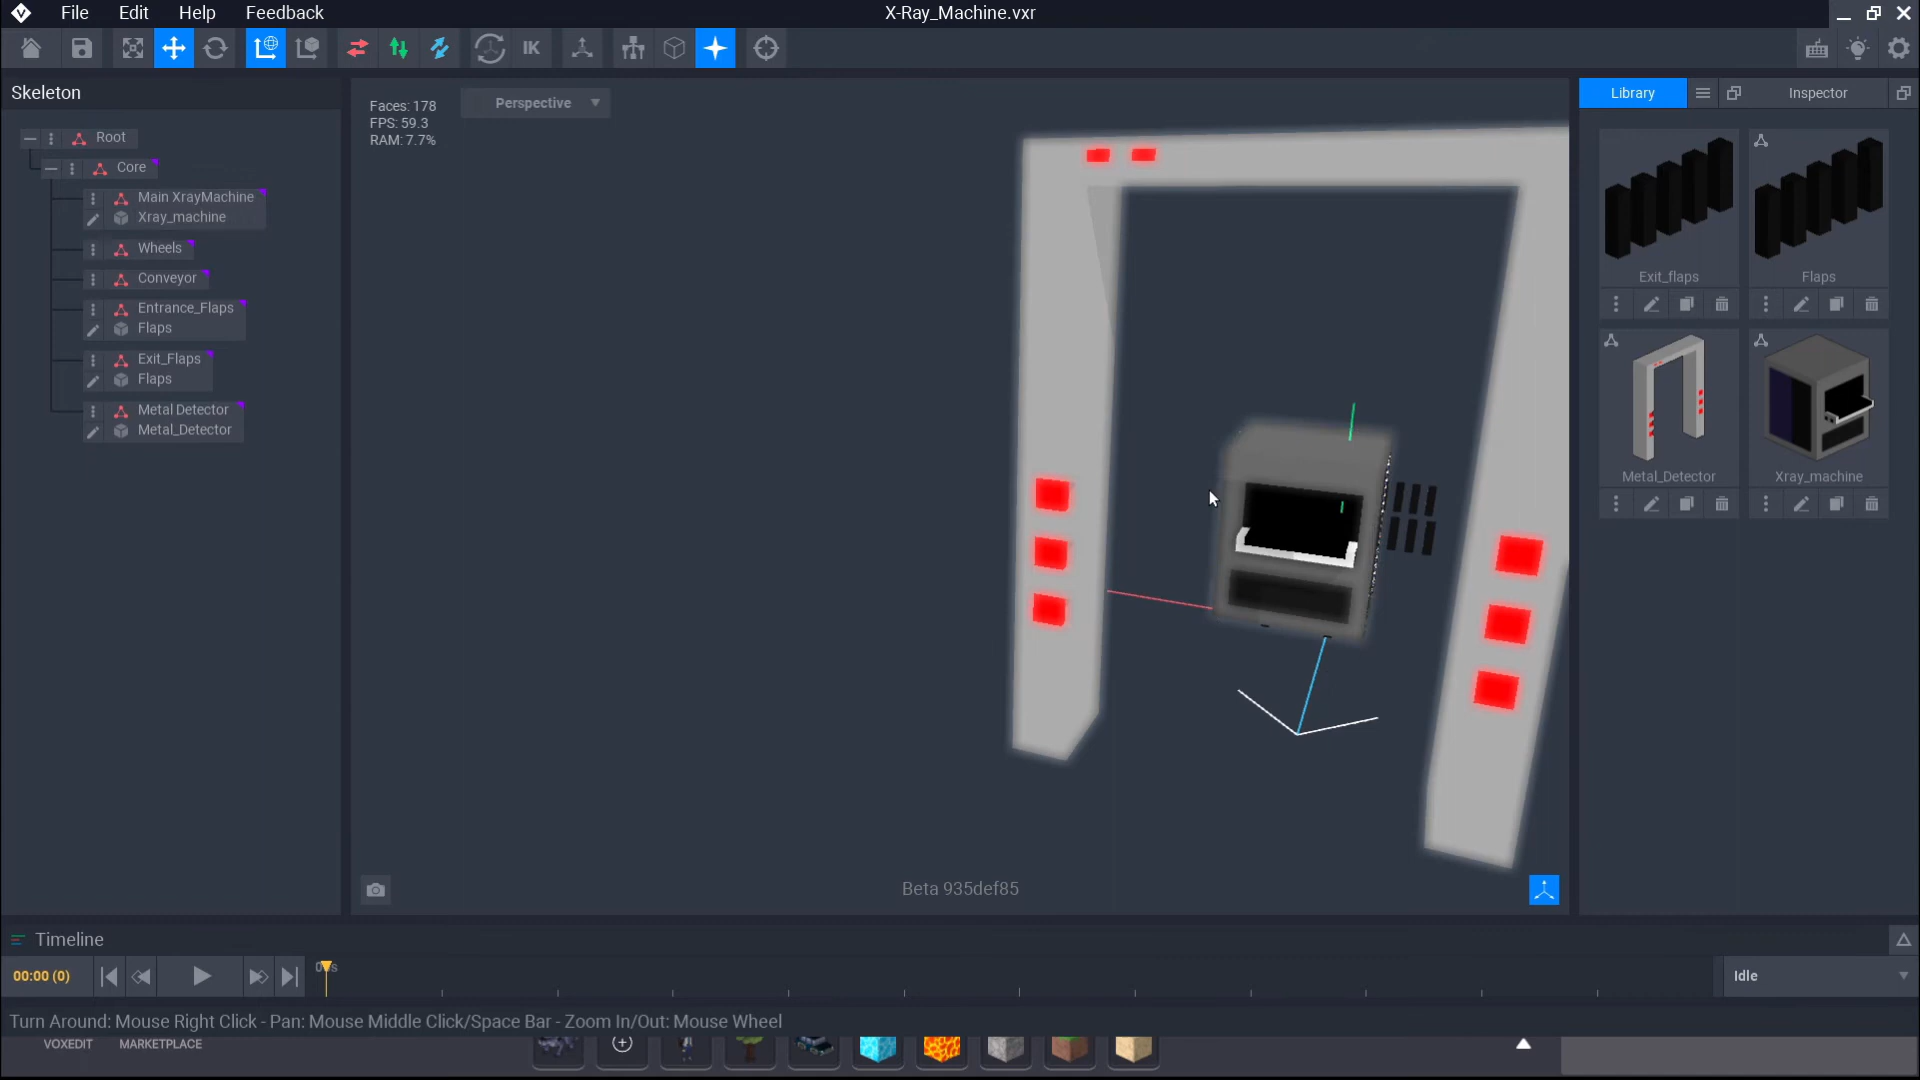 File Edit Help Feedback
X-Ray_Machine.vxr
IK
Skeleton
Root
Core
Main XrayMachine
Xray_machine
Wheels
Conveyor
Entrance_Flaps
Flaps
Exit_Flaps
Flaps
Metal Detector
Metal_Detector
Faces: 178
FPS: 59.3
RAM: 7.7%
Perspective
Beta 935def85
Library
Inspector
Exit_flaps
Flaps
Metal_Detector
Xray_machine
Timeline
00:00 (0)
Idle
Turn Around: Mouse Right Click - Pan: Mouse Middle Click/Space Bar - Zoom In/Out: Mouse Wheel
VOXEDIT MARKETPLACE